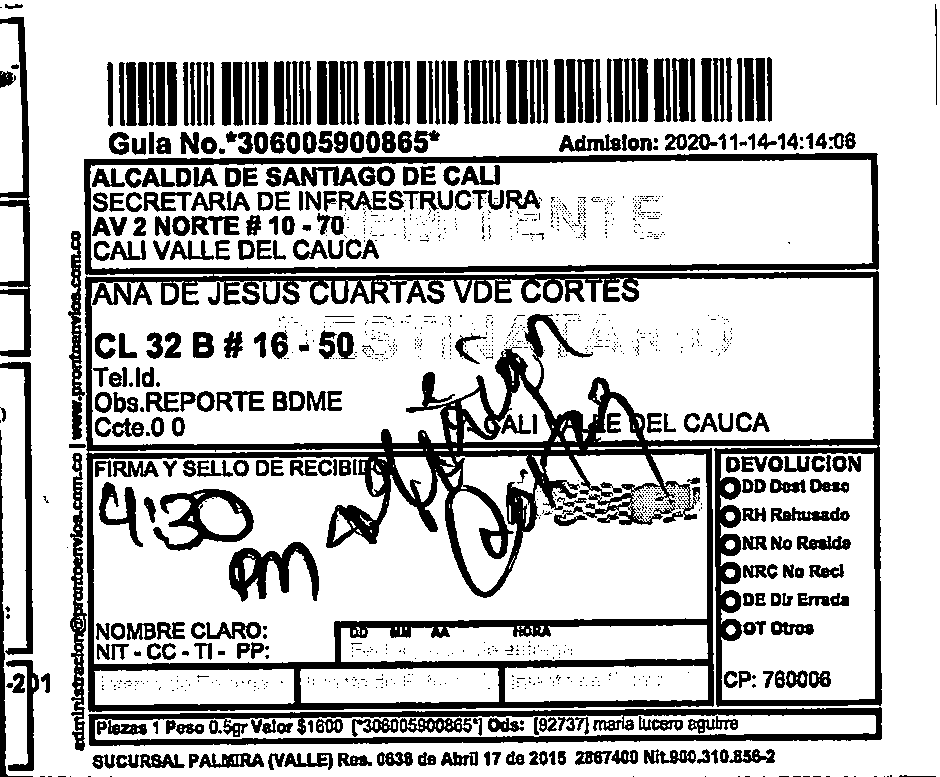 Guia No.*306005900865*
Admision: 2020-11-14-14:14:08
ALCALDIA DE SANTIAGO DE CALI
SECRETARIA DE INFRAESTRUCTURA
AV 2 NORTE # 10 - 70
CALI VALLE DEL CAUCA
ANA DE JESUS CUARTAS VDE CORTES
DESTINATARIO
CL 32 B # 16 - 50
Tel.Id.
Obs.REPORTE BDME
Ccte.0 0
CALI VALLE DEL CAUCA
FIRMA Y SELLO DE RECIBIDO
4:30
PM
NOMBRE CLARO:
NIT - CC - TI - PP:
DD MM AA HORA
DEVOLUCION
DD Dest Desc
RH Rehusado
NR No Reside
NRC No Recl
DE Dir Errada
OT Otros
CP: 760006
Piezas 1 Peso 0.5gr Valor $1600 [*306005900865*] Ods: [92737] maria lucero aguirre
SUCURSAL PALMIRA (VALLE) Res. 0638 de Abril 17 de 2015 2867400 Nit.900.310.856-2
administracion@prontoenvios.com.co | www.prontoenvios.com.co
-201